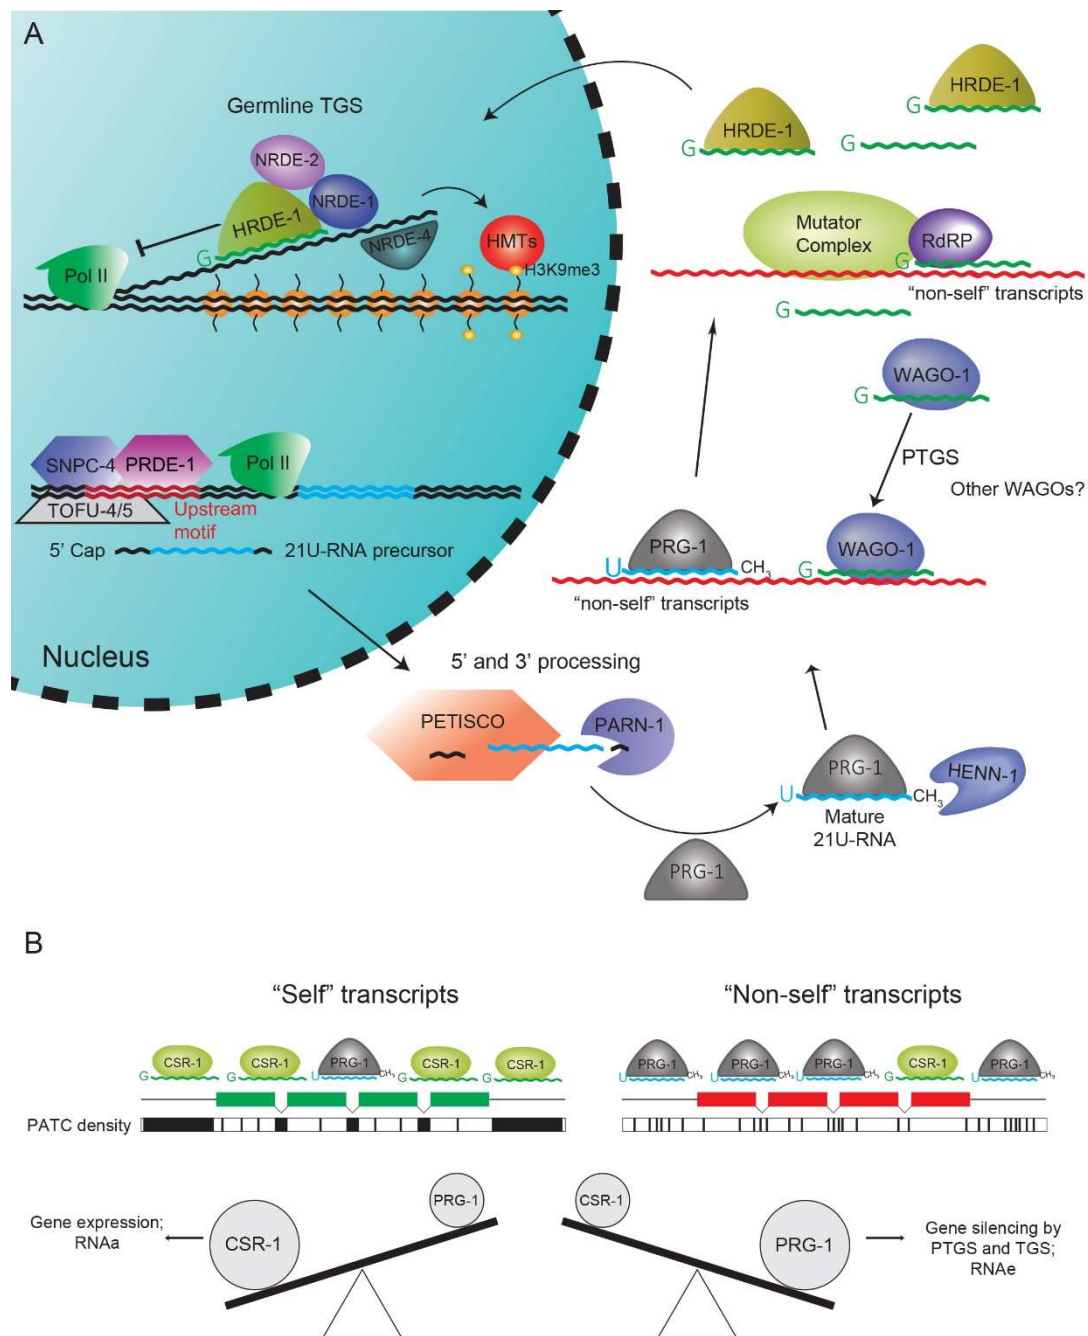 A
Germline TGS
NRDE-2
NRDE-1
HRDE-1
G
NRDE-4
HMTs
H3K9me3
Pol II
SNPC-4
PRDE-1
Pol II
TOFU-4/5
Upstream
motif
5’ Cap
21U-RNA precursor
Nucleus
HRDE-1
G
HRDE-1
G
G
Mutator
Complex
RdRP
G
“non-self” transcripts
G
WAGO-1
G
PTGS
Other WAGOs?
PRG-1
U
CH3
WAGO-1
G
“non-self” transcripts
5’ and 3’ processing
PETISCO
PARN-1
PRG-1
PRG-1
U
CH3
HENN-1
Mature
21U-RNA
B
“Self” transcripts
CSR-1
G
CSR-1
G
PRG-1
U
CH3
CSR-1
G
CSR-1
G
“Non-self” transcripts
PRG-1
U
CH3
PRG-1
U
CH3
PRG-1
U
CH3
CSR-1
G
PRG-1
U
CH3
PATC density
Gene expression;
RNAa
CSR-1
PRG-1
CSR-1
PRG-1
Gene silencing by
PTGS and TGS;
RNAe